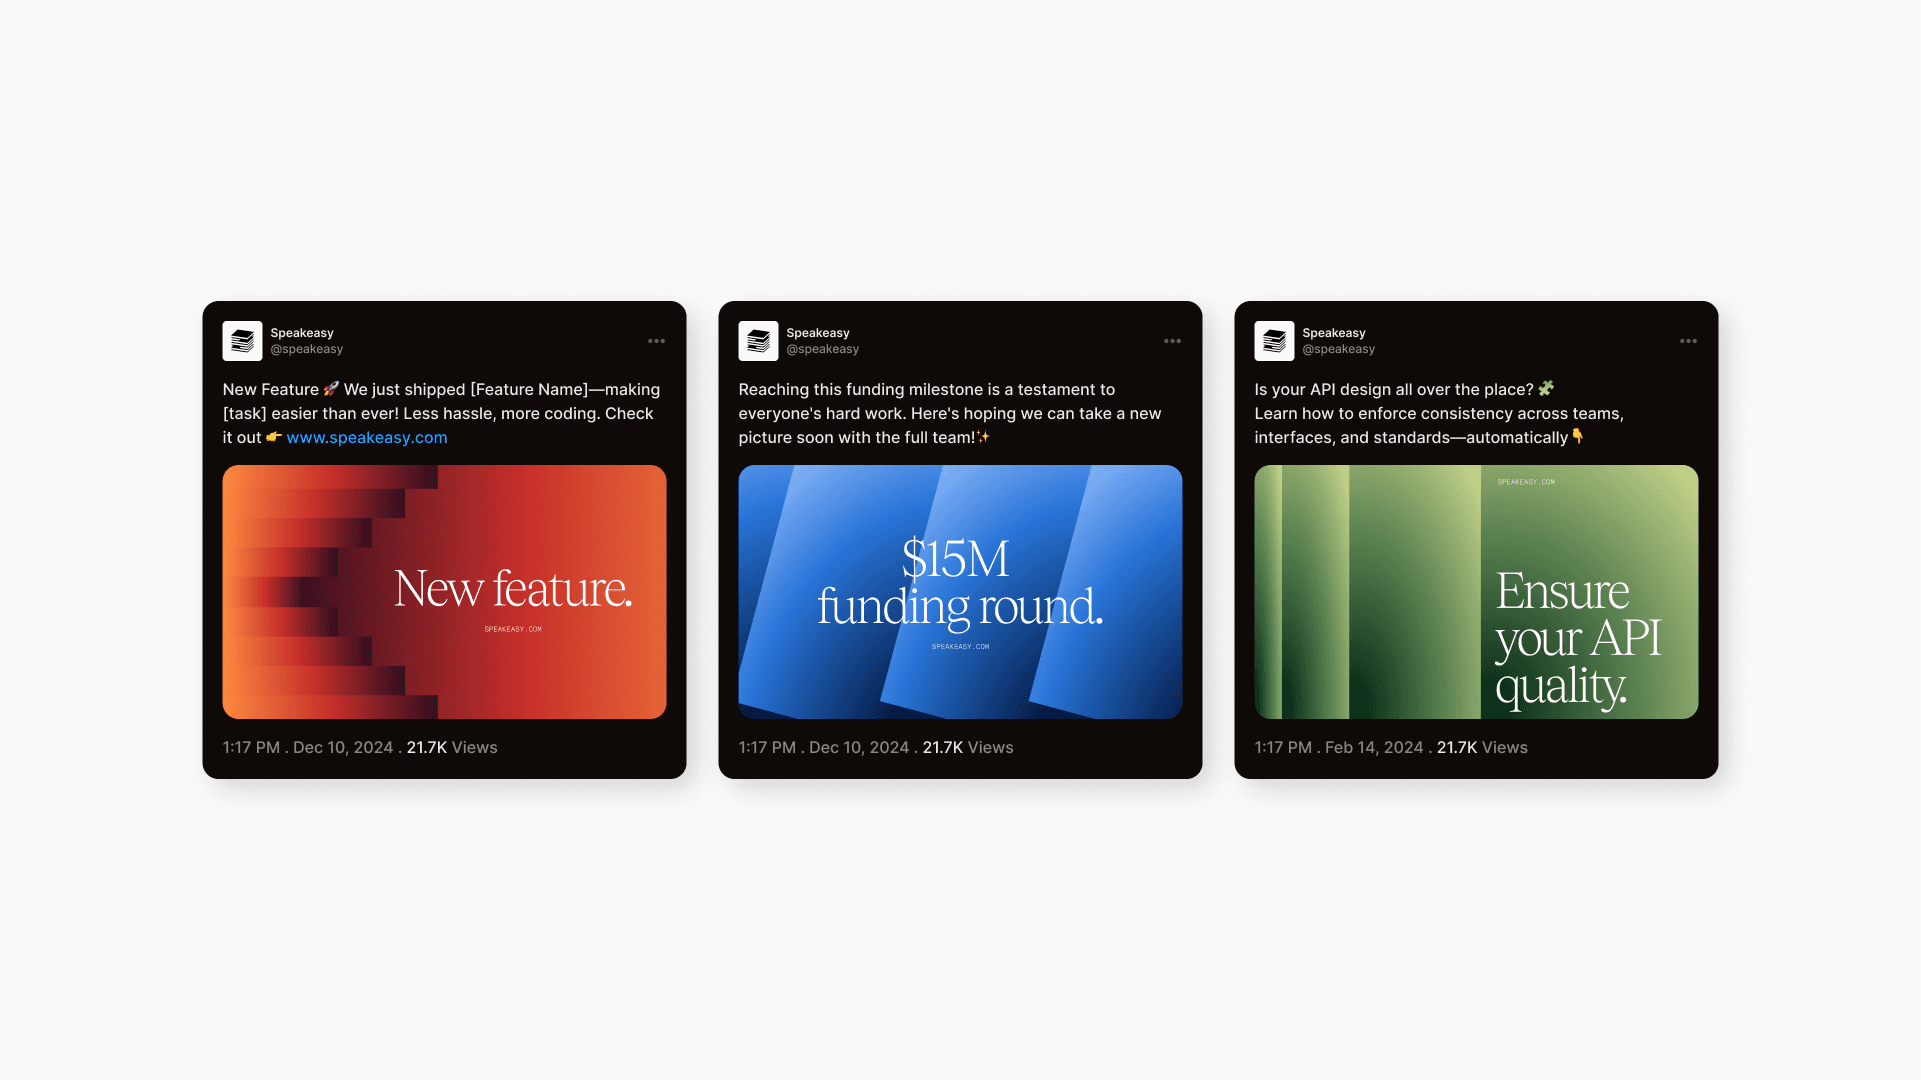 Speakeasy
@speakeasy
New Feature 🚀 We just shipped [Feature Name]—making
[task] easier than ever! Less hassle, more coding. Check
it out 👉 www.speakeasy.com
New feature.
SPEAKEASY.COM
1:17 PM . Dec 10, 2024 . 21.7K Views
Speakeasy
@speakeasy
Reaching this funding milestone is a testament to
everyone's hard work. Here's hoping we can take a new
picture soon with the full team!✨
$15M
funding round.
SPEAKEASY.COM
1:17 PM . Dec 10, 2024 . 21.7K Views
Speakeasy
@speakeasy
Is your API design all over the place? 🧩
Learn how to enforce consistency across teams,
interfaces, and standards—automatically👇
SPEAKEASY.COM
Ensure
your API
quality.
1:17 PM . Feb 14, 2024 . 21.7K Views